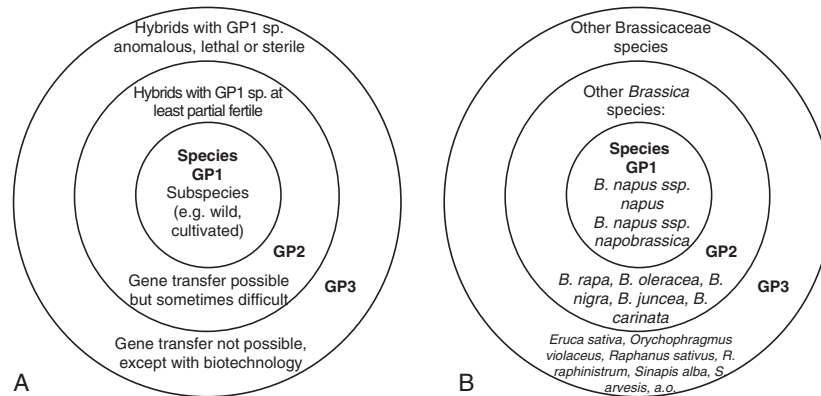 Hybrids with GP1 sp.
anomalous, lethal or sterile
Hybrids with GP1 sp. at
least partial fertile
Species
GP1
Subspecies
(e.g. wild,
cultivated)
GP2
Gene transfer possible
but sometimes difficult
GP3
Gene transfer not possible,
except with biotechnology
A
Other Brassicaceae
species
Other Brassica
species:
Species
GP1
B. napus ssp.
napus
B. napus ssp.
napobrassica
GP2
B. rapa, B. oleracea, B.
nigra, B. juncea, B.
carinata
GP3
Eruca sativa, Orychophragmus
violaceus, Raphanus sativus, R.
raphinistrum, Sinapis alba, S.
arvesis, a.o.
B